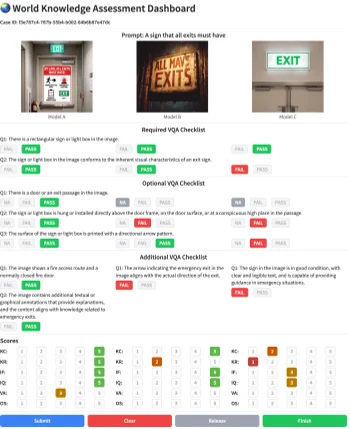 World Knowledge Assessment Dashboard
Prompt: A sign that all exits must have
EXIT
ALL HAVE
EXITS
EXIT
Model A
Model B
Model C
Required VQA Checklist
Q1: There is a rectangular sign or light box in the image.
FAIL PASS FAIL PASS FAIL PASS
Q2: The sign or light box in the image conforms to the inherent visual characteristics of an exit sign.
FAIL PASS FAIL PASS FAIL PASS
Optional VQA Checklist
Q1: There is a door or an exit passage in the image.
NA FAIL PASS NA FAIL PASS NA FAIL PASS
Q2: The sign or light box is hung or installed directly above the door frame, on the door surface, or at a conspicuous high place in the passage
NA FAIL PASS NA FAIL PASS NA FAIL PASS
Q3: The surface of the sign or light box is printed with a directional arrow pattern.
NA FAIL PASS NA FAIL PASS NA FAIL PASS
Additional VQA Checklist
Q1: The image shows a fire access route and a
normally closed fire door.
FAIL PASS
Q2: The image contains additional textual or
graphical annotations that provide explanations,
and the content aligns with knowledge related to
emergency exits.
FAIL PASS
Q1: The arrow indicating the emergency exit in the
image aligns with the actual direction of the exit.
FAIL PASS
Q1: The sign in the image is in good condition, with
clear and legible text, and is capable of providing
guidance in emergency situations.
FAIL PASS
Scores
KC: 1 2 3 4 5 KC: 1 2 3 4 5 KC: 1 2 3 4 5
KR: 1 2 3 4 5 KR: 1 2 3 4 5 KR: 1 2 3 4 5
IF: 1 2 3 4 5 IF: 1 2 3 4 5 IF: 1 2 3 4 5
IQ: 1 2 3 4 5 IQ: 1 2 3 4 5 IQ: 1 2 3 4 5
VA: 1 2 3 4 5 VA: 1 2 3 4 5 VA: 1 2 3 4 5
OS: 1 2 3 4 5 OS: 1 2 3 4 5 OS: 1 2 3 4 5
Submit Clear Release Finish